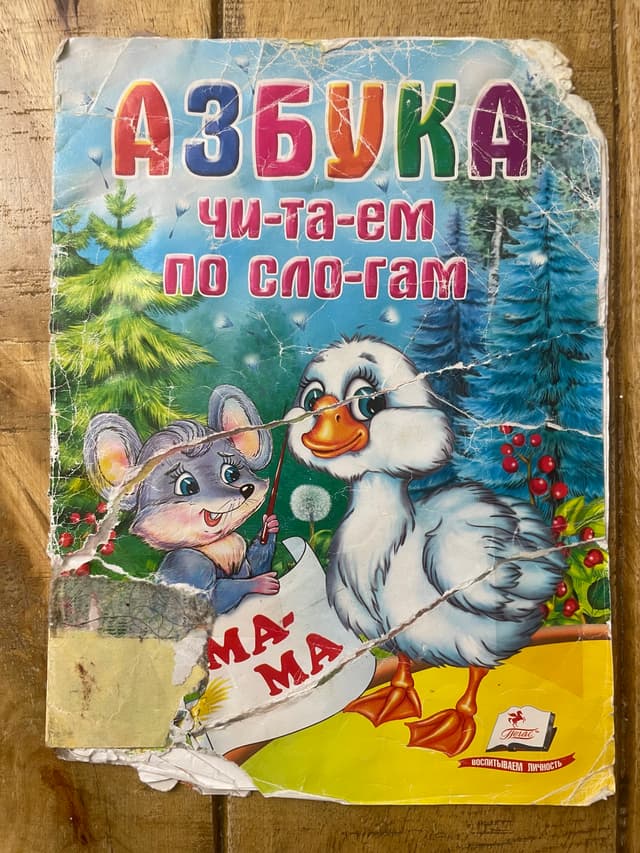 АЗБУКА
ЧИ-ТА-ЕМ
ПО СЛО-ГАМ
МА-
МА
Пегас
ВОСПИТЫВАЕМ ЛИЧНОСТЬ